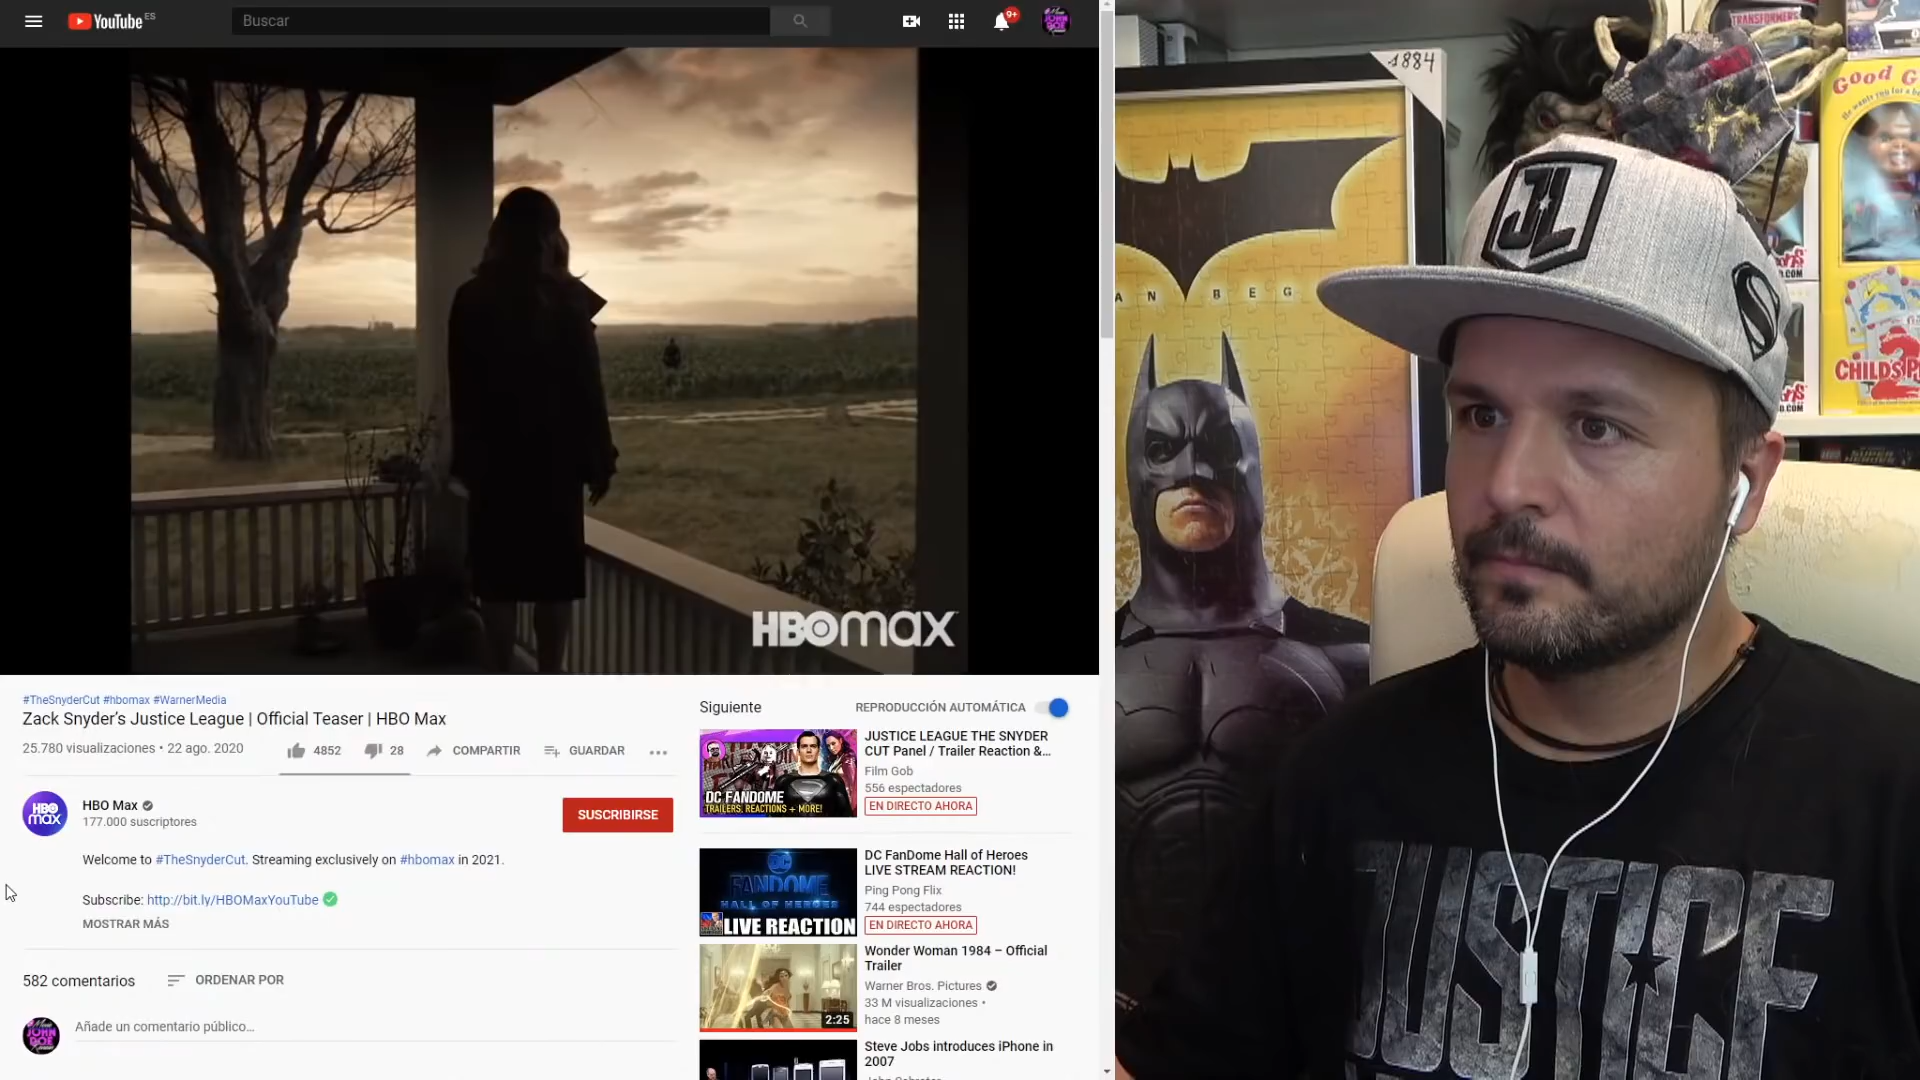 YouTube ES
Buscar
9+
HBOmax
#TheSnyderCut #hbomax #WarnerMedia
Zack Snyder’s Justice League | Official Teaser | HBO Max
25.780 visualizaciones • 22 ago. 2020
4852
28
COMPARTIR
GUARDAR
HBO max
HBO Max
177.000 suscriptores
SUSCRIBIRSE
Welcome to #TheSnyderCut. Streaming exclusively on #hbomax in 2021.
Subscribe: http://bit.ly/HBOMaxYouTube
MOSTRAR MÁS
582 comentarios
ORDENAR POR
Añade un comentario público...
Siguiente
REPRODUCCIÓN AUTOMÁTICA
DC FANDOME
TRAILERS, REACTIONS + MORE!
JUSTICE LEAGUE THE SNYDER
CUT Panel / Trailer Reaction &...
Film Gob
556 espectadores
EN DIRECTO AHORA
DC
FANDOME
HALL OF HEROES
LIVE REACTION
DC FanDome Hall of Heroes
LIVE STREAM REACTION!
Ping Pong Flix
744 espectadores
EN DIRECTO AHORA
2:25
Wonder Woman 1984 – Official
Trailer
Warner Bros. Pictures
33 M visualizaciones •
hace 8 meses
Steve Jobs introduces iPhone in
2007
1884
AN BEG
TRANSFORMERS
Good G
JL
S
2
CHILD'S P
JUSTICE